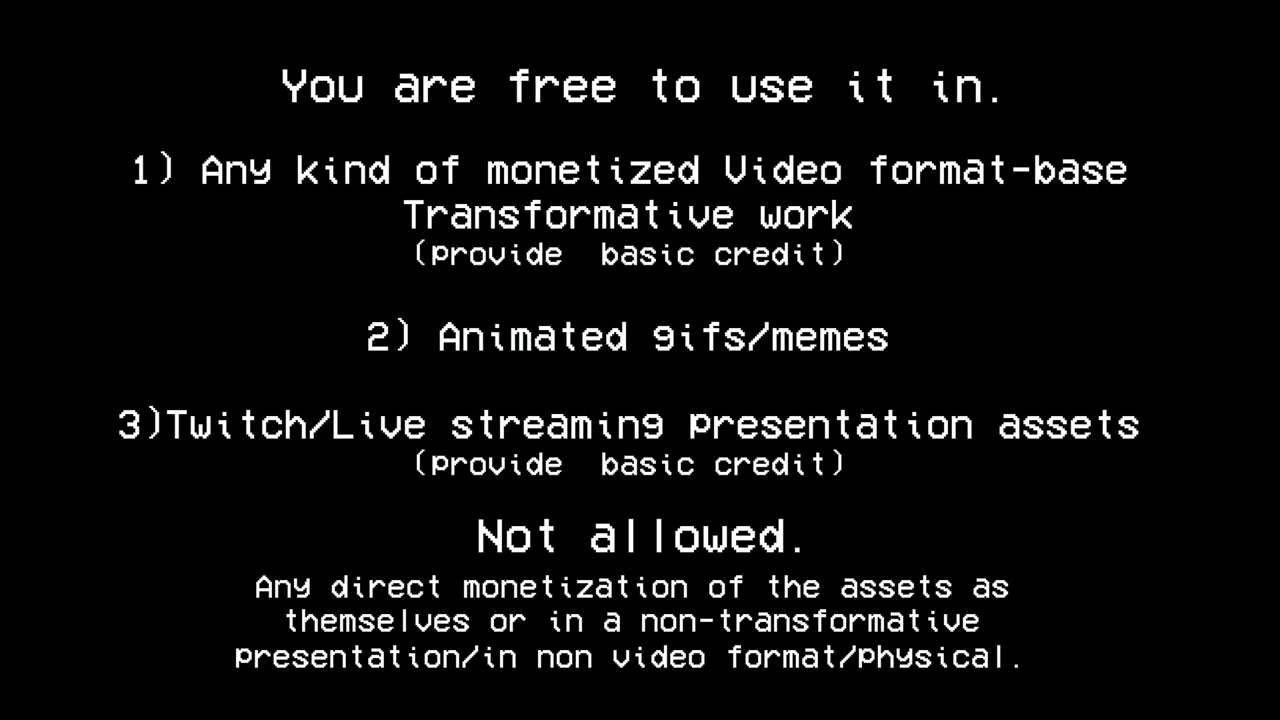 You are free to use it in.
1) Any kind of monetized Video format-base
Transformative work
(provide basic credit)
2) Animated gifs/memes
3)Twitch/Live streaming presentation assets
(provide basic credit)
Not allowed.
Any direct monetization of the assets as
themselves or in a non-transformative
presentation/in non video format/physical.